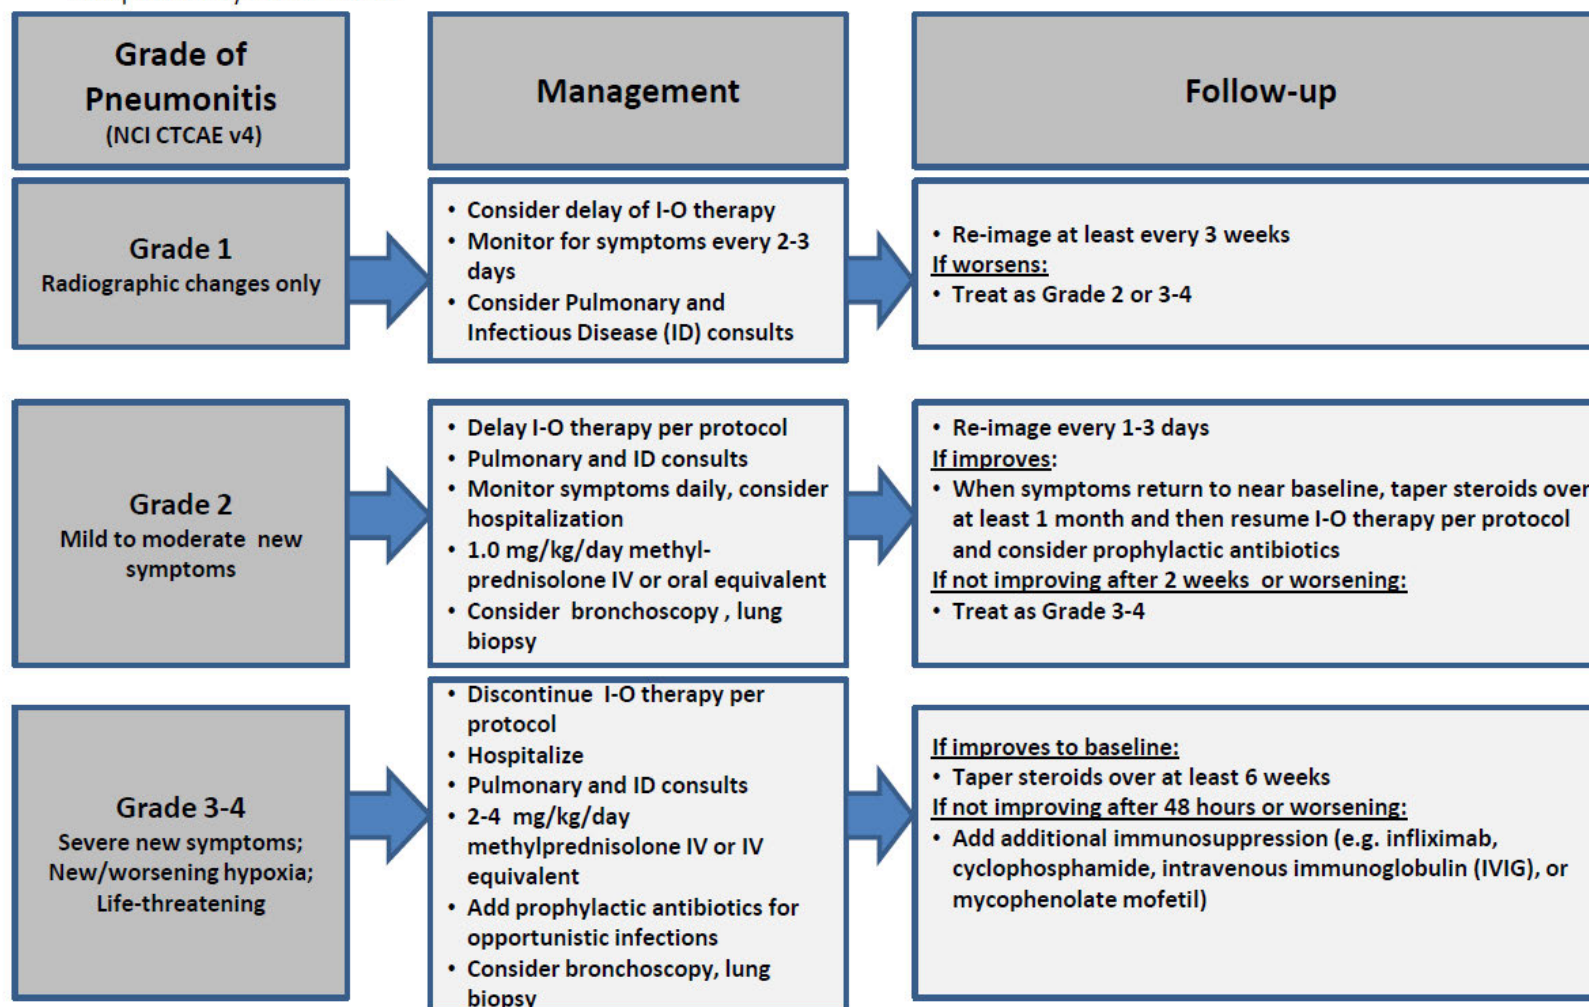 Grade of
Pneumonitis
(NCI CTCAE v4)
Management
Follow-up
Grade 1
Radiographic changes only
• Consider delay of I-O therapy
• Monitor for symptoms every 2-3
days
• Consider Pulmonary and
Infectious Disease (ID) consults
• Re-image at least every 3 weeks
If worsens:
• Treat as Grade 2 or 3-4
Grade 2
Mild to moderate new
symptoms
• Delay I-O therapy per protocol
• Pulmonary and ID consults
• Monitor symptoms daily, consider
hospitalization
• 1.0 mg/kg/day methyl-
prednisolone IV or oral equivalent
• Consider bronchoscopy , lung
biopsy
• Re-image every 1-3 days
If improves:
• When symptoms return to near baseline, taper steroids over
at least 1 month and then resume I-O therapy per protocol
and consider prophylactic antibiotics
If not improving after 2 weeks or worsening:
• Treat as Grade 3-4
Grade 3-4
Severe new symptoms;
New/worsening hypoxia;
Life-threatening
• Discontinue I-O therapy per
protocol
• Hospitalize
• Pulmonary and ID consults
• 2-4 mg/kg/day
methylprednisolone IV or IV
equivalent
• Add prophylactic antibiotics for
opportunistic infections
• Consider bronchoscopy, lung
biopsy
If improves to baseline:
• Taper steroids over at least 6 weeks
If not improving after 48 hours or worsening:
• Add additional immunosuppression (e.g. infliximab,
cyclophosphamide, intravenous immunoglobulin (IVIG), or
mycophenolate mofetil)